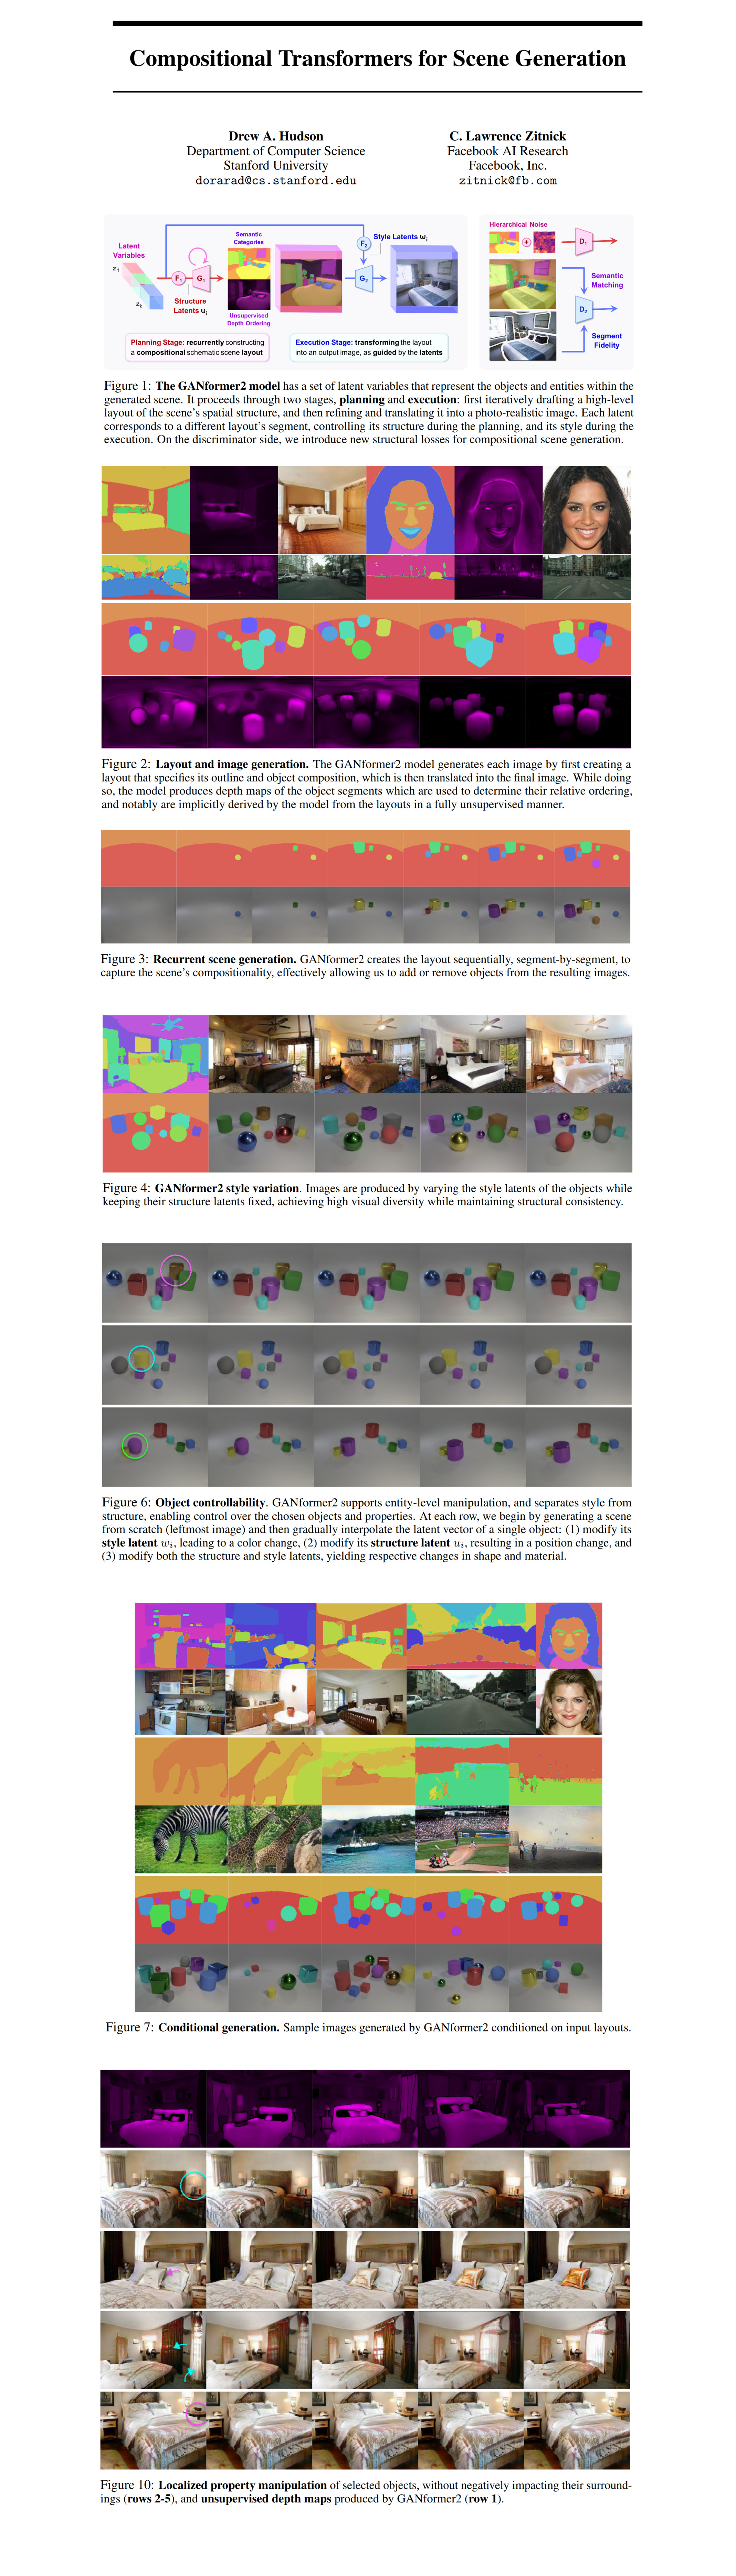 Compositional Transformers for Scene Generation
Drew A. Hudson
Department of Computer Science
Stanford University
dorarad@cs.stanford.edu
C. Lawrence Zitnick
Facebook AI Research
Facebook, Inc.
zitnick@fb.com
Latent
Variables
z₁
zₖ
F₁
G₁
Structure
Latents uᵢ
Semantic
Categories
Unsupervised
Depth Ordering
Style Latents ωᵢ
F₂
G₂
Planning Stage: recurrently constructing
a compositional schematic scene layout
Execution Stage: transforming the layout
into an output image, as guided by the latents
Hierarchical Noise
D₁
Semantic
Matching
D₂
Segment
Fidelity
Figure 1: The GANformer2 model has a set of latent variables that represent the objects and entities within the
generated scene. It proceeds through two stages, planning and execution: first iteratively drafting a high-level
layout of the scene's spatial structure, and then refining and translating it into a photo-realistic image. Each latent
corresponds to a different layout's segment, controlling its structure during the planning, and its style during the
execution. On the discriminator side, we introduce new structural losses for compositional scene generation.
Figure 2: Layout and image generation. The GANformer2 model generates each image by first creating a
layout that specifies its outline and object composition, which is then translated into the final image. While doing
so, the model produces depth maps of the object segments which are used to determine their relative ordering,
and notably are implicitly derived by the model from the layouts in a fully unsupervised manner.
Figure 3: Recurrent scene generation. GANformer2 creates the layout sequentially, segment-by-segment, to
capture the scene's compositionality, effectively allowing us to add or remove objects from the resulting images.
Figure 4: GANformer2 style variation. Images are produced by varying the style latents of the objects while
keeping their structure latents fixed, achieving high visual diversity while maintaining structural consistency.
Figure 6: Object controllability. GANformer2 supports entity-level manipulation, and separates style from
structure, enabling control over the chosen objects and properties. At each row, we begin by generating a scene
from scratch (leftmost image) and then gradually interpolate the latent vector of a single object: (1) modify its
style latent wᵢ, leading to a color change, (2) modify its structure latent uᵢ, resulting in a position change, and
(3) modify both the structure and style latents, yielding respective changes in shape and material.
Figure 7: Conditional generation. Sample images generated by GANformer2 conditioned on input layouts.
Figure 10: Localized property manipulation of selected objects, without negatively impacting their surround-
ings (rows 2-5), and unsupervised depth maps produced by GANformer2 (row 1).